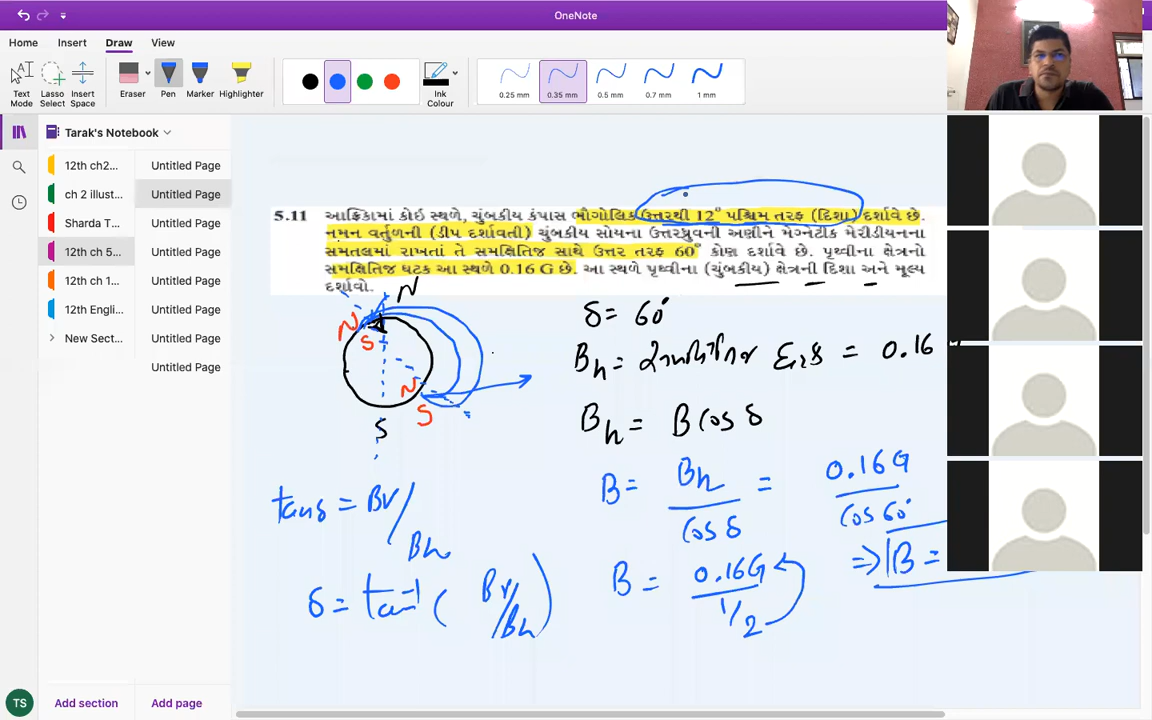 OneNote
Home Insert Draw View
Text Mode
Lasso Select
Insert Space
Eraser
Pen
Marker
Highlighter
Ink Colour
0.25 mm
0.35 mm
0.5 mm
0.7 mm
1 mm
Tarak's Notebook
12th ch2...
ch 2 illust...
Sharda T...
12th ch 5...
12th ch 1...
12th Engli...
New Sect...
Untitled Page
Untitled Page
Untitled Page
Untitled Page
Untitled Page
Untitled Page
Untitled Page
Untitled Page
5.11 આફ્રિકામાં કોઈ સ્થળે, ચુંબકીય કંપાસ ભૌગોલિક ઉત્તરથી 12° પશ્ચિમ તરફ (દિશા) દર્શાવે છે.
નમન વર્તુળની (ડીપ દર્શાવતી) ચુંબકીય સોયના ઉત્તરધ્રુવની અણીને મેગ્નેટીક મેરીડીયનના
સમતલમાં રાખતાં તે સમક્ષિતિજ સાથે ઉત્તર તરફ 60° કોણ દર્શાવે છે. પૃથ્વીના ક્ષેત્રનો
સમક્ષિતિજ ઘટક આ સ્થળે 0.16 G છે. આ સ્થળે પૃથ્વીના (ચુંબકીય) ક્ષેત્રની દિશા અને મૂલ્ય
દર્શાવો.
N
N
S
N
S
S
δ = 60°
Bh = = 0.16
Bh = B cos δ
B = Bh / cos δ = 0.16G / cos 60°
tan δ = Bv / Bh
B = 0.16G / 1/2
⇒ B =
δ = tan⁻¹ ( Bv / Bh )
TS
Add section
Add page